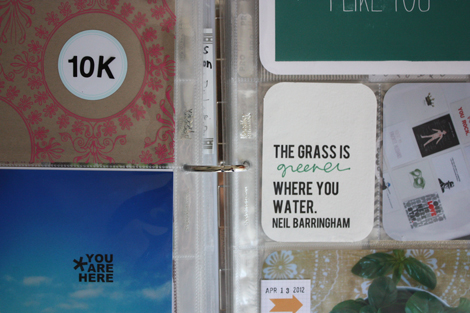 10K
YOU
ARE
HERE
I LIKE YOU
THE GRASS IS
greener
WHERE YOU
WATER.
NEIL BARRINGHAM
APR 13 2012